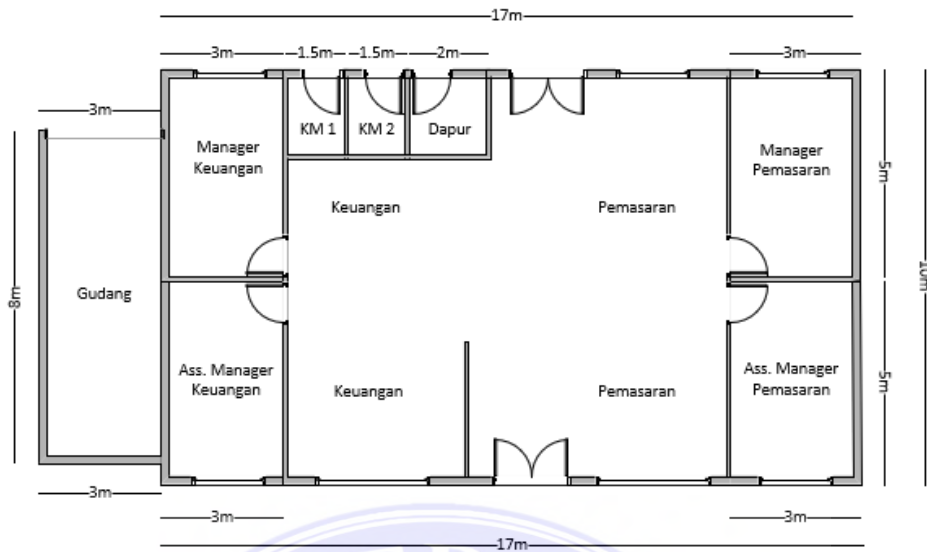 17m
3m
1.5m
1.5m
2m
3m
3m
KM 1
KM 2
Dapur
Manager
Keuangan
Manager
Pemasaran
5m
Keuangan
Pemasaran
10m
8m
Gudang
Ass. Manager
Keuangan
Keuangan
Pemasaran
Ass. Manager
Pemasaran
5m
3m
3m
3m
17m